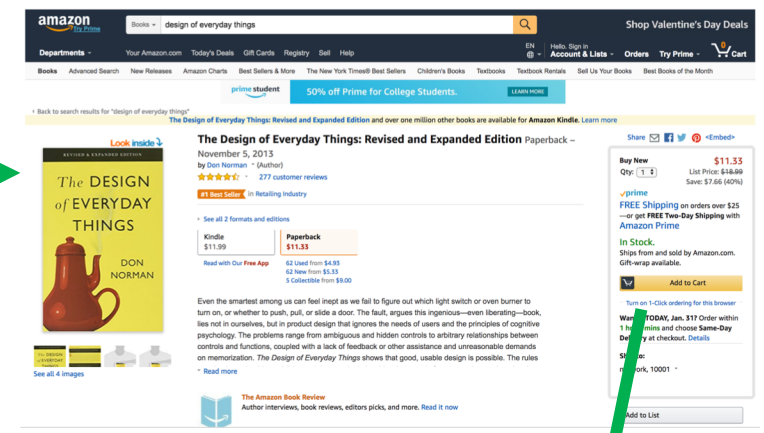 amazon
Try Prime
Books
design of everyday things
Shop Valentine's Day Deals
Departments
Your Amazon.com Today's Deals Gift Cards Registry Sell Help
EN
Hello. Sign in
Account & Lists
Orders
Try Prime
0
Cart
Books Advanced Search New Releases Amazon Charts Best Sellers & More The New York Times® Best Sellers Children's Books Textbooks Textbook Rentals Sell Us Your Books Best Books of the Month
prime student
50% off Prime for College Students.
LEARN MORE
‹ Back to search results for "design of everyday things"
The Design of Everyday Things: Revised and Expanded Edition and over one million other books are available for Amazon Kindle. Learn more
Look inside
REVISED & EXPANDED EDITION
The DESIGN
of EVERYDAY
THINGS
DON
NORMAN
See all 4 images
The Design of Everyday Things: Revised and Expanded Edition Paperback –
November 5, 2013
by Don Norman (Author)
277 customer reviews
#1 Best Seller in Retailing Industry
See all 2 formats and editions
Kindle
$11.99
Paperback
$11.33
Read with Our Free App
62 Used from $4.93
62 New from $5.33
5 Collectible from $9.00
Even the smartest among us can feel inept as we fail to figure out which light switch or oven burner to
turn on, or whether to push, pull, or slide a door. The fault, argues this ingenious—even liberating—book,
lies not in ourselves, but in product design that ignores the needs of users and the principles of cognitive
psychology. The problems range from ambiguous and hidden controls to arbitrary relationships between
controls and functions, coupled with a lack of feedback or other assistance and unreasonable demands
on memorization. The Design of Everyday Things shows that good, usable design is possible. The rules
Read more
The Amazon Book Review
Author interviews, book reviews, editors picks, and more. Read it now
Share <Embed>
Buy New
$11.33
Qty: 1
List Price: $18.99
Save: $7.66 (40%)
prime
FREE Shipping on orders over $25
—or get FREE Two-Day Shipping with
Amazon Prime
In Stock.
Ships from and sold by Amazon.com.
Gift-wrap available.
Add to Cart
Turn on 1-Click ordering for this browser
TODAY, Jan. 31? Order within
mins and choose Same-Day
at checkout. Details
10001
Add to List